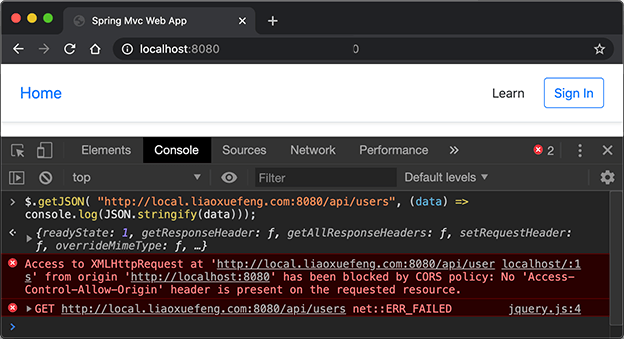 Spring Mvc Web App
localhost:8080
0
Home
Learn
Sign In
Elements
Console
Sources
Network
Performance
2
top
Filter
Default levels
$.getJSON( "http://local.liaoxuefeng.com:8080/api/users", (data) =>
console.log(JSON.stringify(data)));
{readyState: 1, getResponseHeader: ƒ, getAllResponseHeaders: ƒ, setRequestHeader:
ƒ, overrideMimeType: ƒ, …}
Access to XMLHttpRequest at 'http://local.liaoxuefeng.com:8080/api/user localhost/:1
s' from origin 'http://localhost:8080' has been blocked by CORS policy: No 'Access-
Control-Allow-Origin' header is present on the requested resource.
GET http://local.liaoxuefeng.com:8080/api/users net::ERR_FAILED jquery.js:4